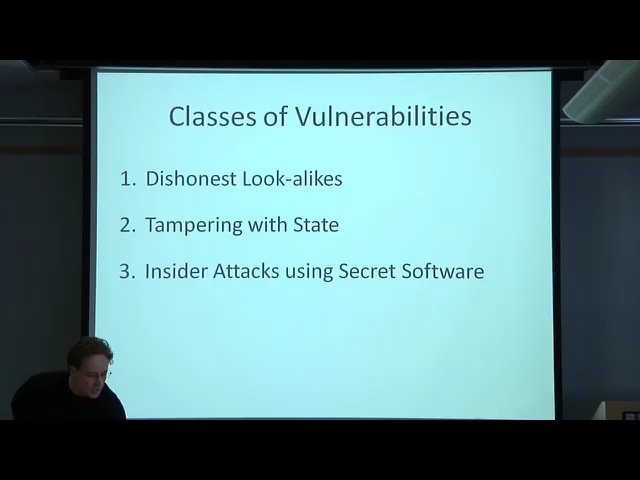 Classes of Vulnerabilities
1. Dishonest Look-alikes
2. Tampering with State
3. Insider Attacks using Secret Software